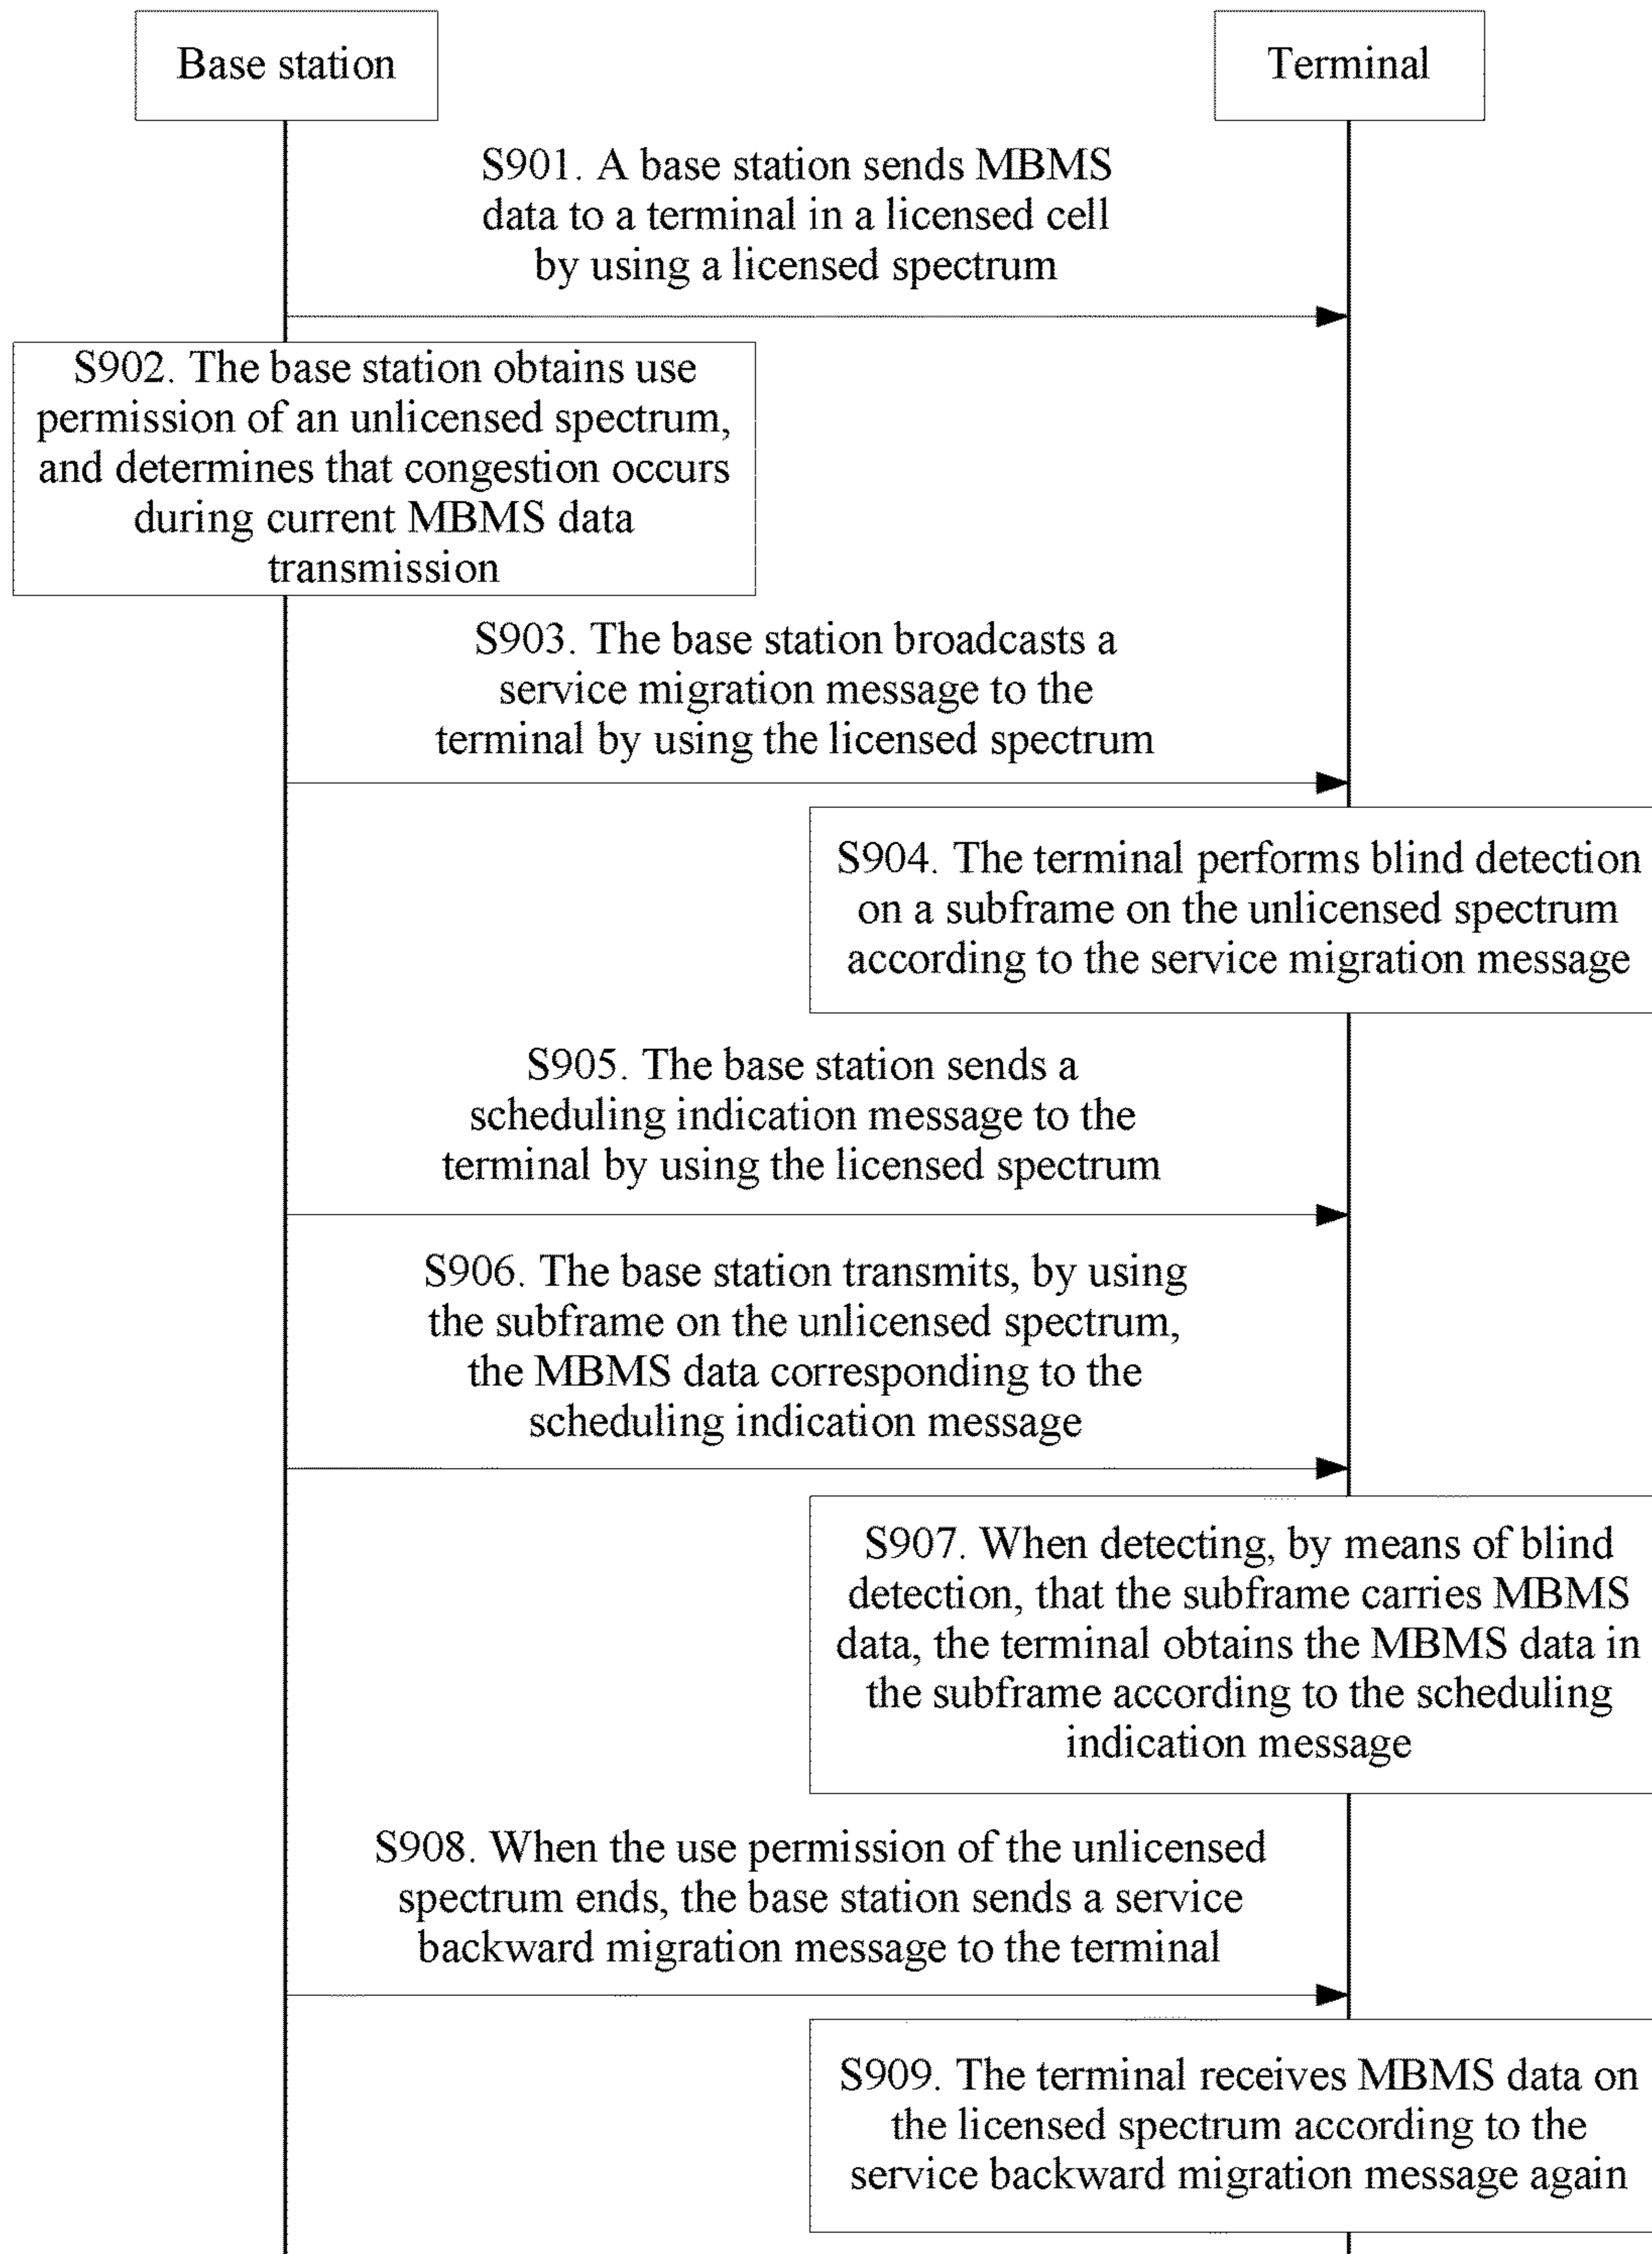 Base station
Terminal
S901. A base station sends MBMS
data to a terminal in a licensed cell
by using a licensed spectrum
S902. The base station obtains use
permission of an unlicensed spectrum,
and determines that congestion occurs
during current MBMS data
transmission
S903. The base station broadcasts a
service migration message to the
terminal by using the licensed spectrum
S904. The terminal performs blind detection
on a subframe on the unlicensed spectrum
according to the service migration message
S905. The base station sends a
scheduling indication message to the
terminal by using the licensed spectrum
S906. The base station transmits, by using
the subframe on the unlicensed spectrum,
the MBMS data corresponding to the
scheduling indication message
S907. When detecting, by means of blind
detection, that the subframe carries MBMS
data, the terminal obtains the MBMS data in
the subframe according to the scheduling
indication message
S908. When the use permission of the unlicensed
spectrum ends, the base station sends a service
backward migration message to the terminal
S909. The terminal receives MBMS data on
the licensed spectrum according to the
service backward migration message again